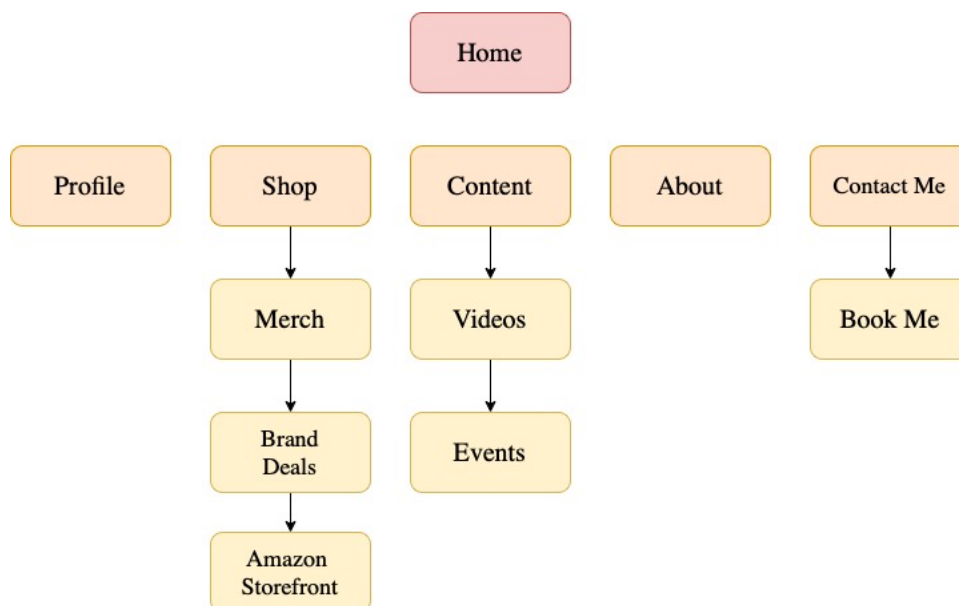 Home
Profile
Shop
Content
About
Contact Me
Merch
Videos
Book Me
Brand
Deals
Events
Amazon
Storefront